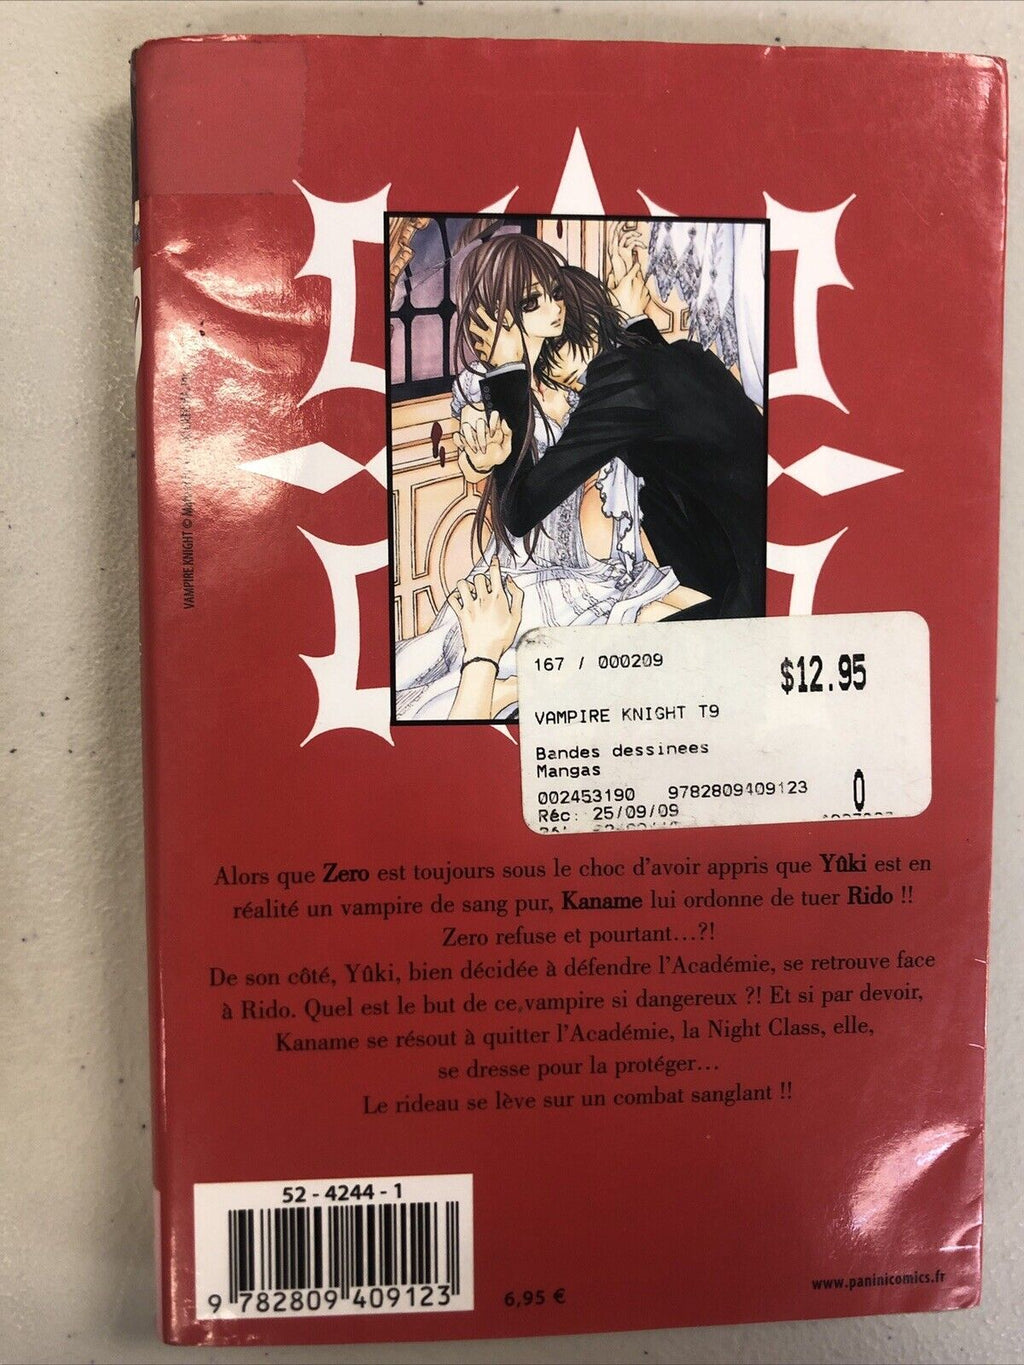 VAMPIRE KNIGHT ©
167 / 000209
$12.95
VAMPIRE KNIGHT T9
Bandes dessinees
Mangas
002453190 9782809409123
0
Réc: 25/09/09
Alors que Zero est toujours sous le choc d'avoir appris que Yûki est en
réalité un vampire de sang pur, Kaname lui ordonne de tuer Rido !!
Zero refuse et pourtant...?!
De son côté, Yûki, bien décidée à défendre l'Académie, se retrouve face
à Rido. Quel est le but de ce vampire si dangereux ?! Et si par devoir,
Kaname se résout à quitter l'Académie, la Night Class, elle,
se dresse pour la protéger...
Le rideau se lève sur un combat sanglant !!
52 - 4244 - 1
9 782809 409123
6,95 €
www.paninicomics.fr